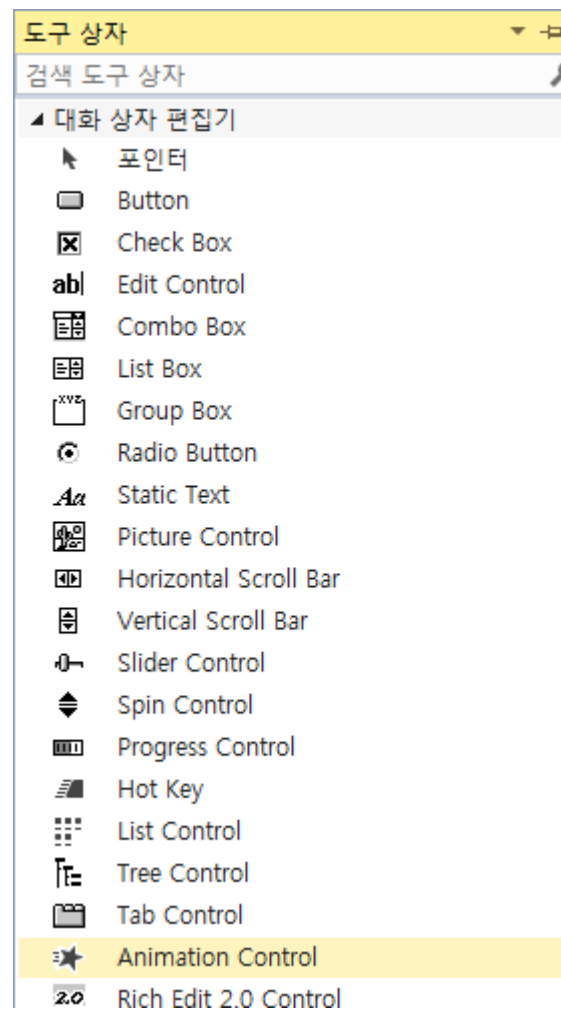 도구 상자
검색 도구 상자
대화 상자 편집기
포인터
Button
Check Box
ab| Edit Control
Combo Box
List Box
XYZ Group Box
Radio Button
Aa Static Text
Picture Control
Horizontal Scroll Bar
Vertical Scroll Bar
Slider Control
Spin Control
Progress Control
Hot Key
List Control
Tree Control
Tab Control
Animation Control
2.0 Rich Edit 2.0 Control